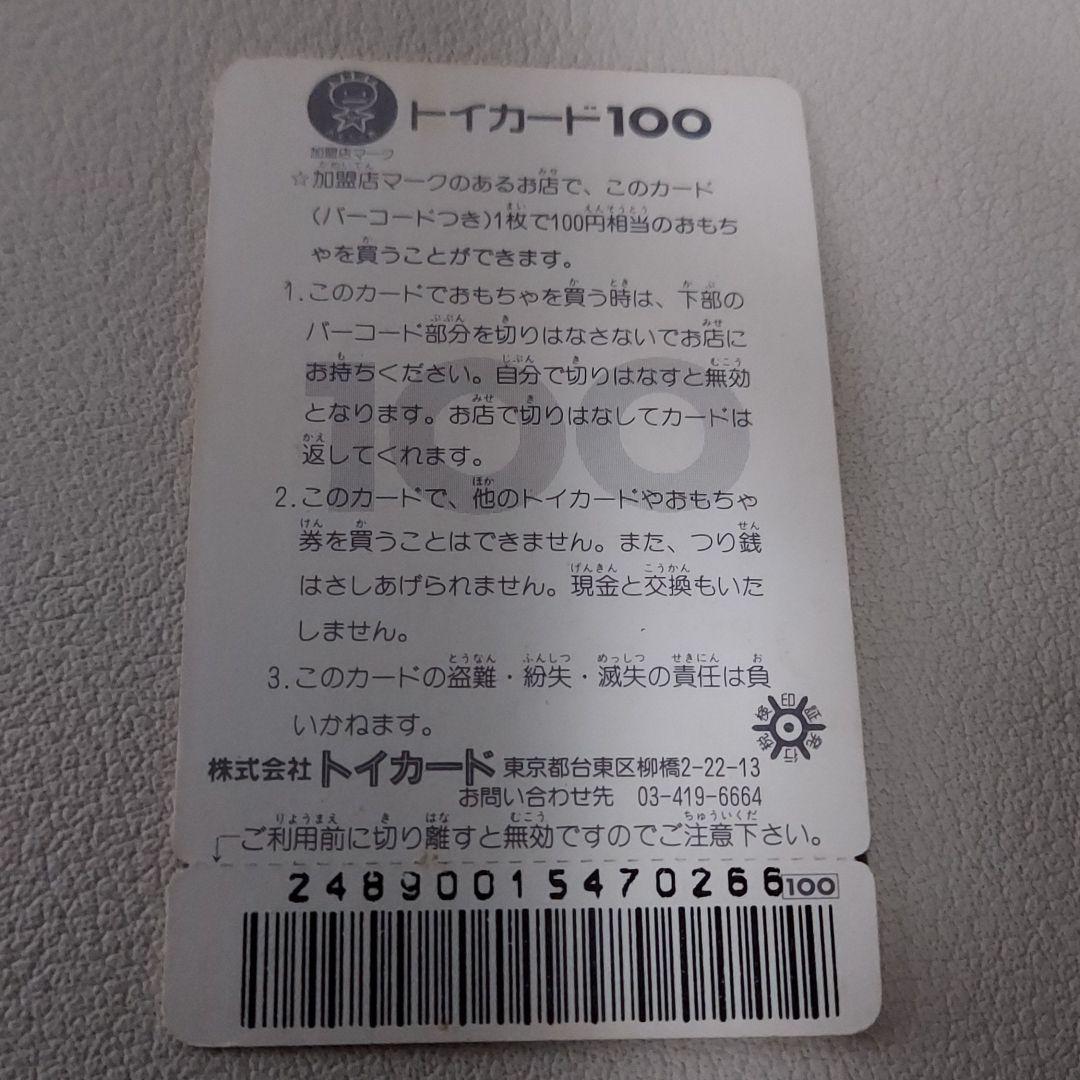 トイカード100
加盟店マーク
☆加盟店マークのあるお店で、このカード
(バーコードつき)1枚で100円相当のおもち
ゃを買うことができます。
1.このカードでおもちゃを買う時は、下部の
バーコード部分を切りはなさないでお店に
お持ちください。自分で切りはなすと無効
となります。お店で切りはなしてカードは
返してくれます。
2.このカードで、他のトイカードやおもちゃ
券を買うことはできません。また、つり銭
はさしあげられません。現金と交換もいた
しません。
3.このカードの盗難・紛失・滅失の責任は負
いかねます。
検印証発行税
株式会社 トイカード 東京都台東区柳橋2-22-13
お問い合わせ先 03-419-6664
ご利用前に切り離すと無効ですのでご注意下さい。
2489001547026 6 100